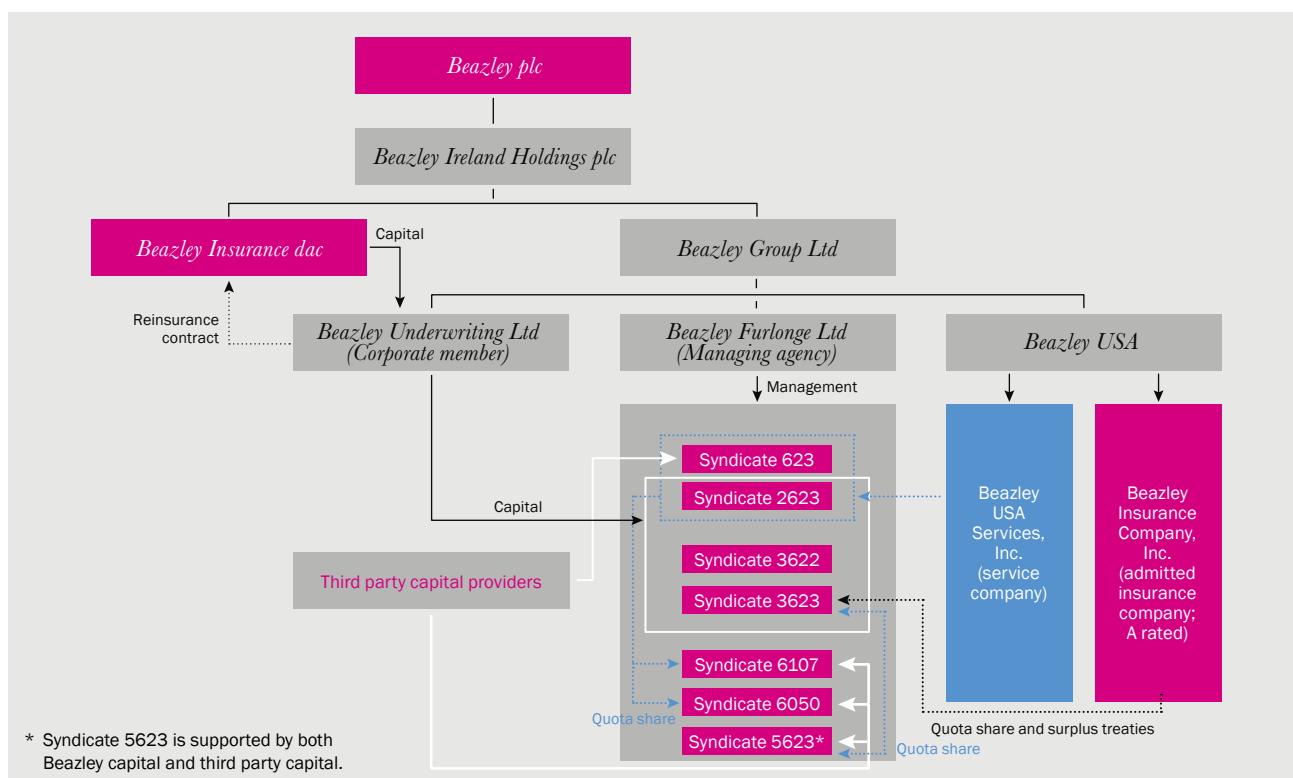 Beazley plc
Beazley Ireland Holdings plc
Beazley Insurance dac
Capital
Beazley Group Ltd
Reinsurance
contract
Beazley Underwriting Ltd
(Corporate member)
Beazley Furlonge Ltd
(Managing agency)
Beazley USA
Management
Syndicate 623
Syndicate 2623
Capital
Syndicate 3622
Third party capital providers
Syndicate 3623
Beazley
USA
Services,
Inc.
(service
company)
Beazley
Insurance
Company,
Inc.
(admitted
insurance
company;
A rated)
Syndicate 6107
Syndicate 6050
Quota share
Syndicate 5623*
Quota share and surplus treaties
Quota share
* Syndicate 5623 is supported by both
Beazley capital and third party capital.